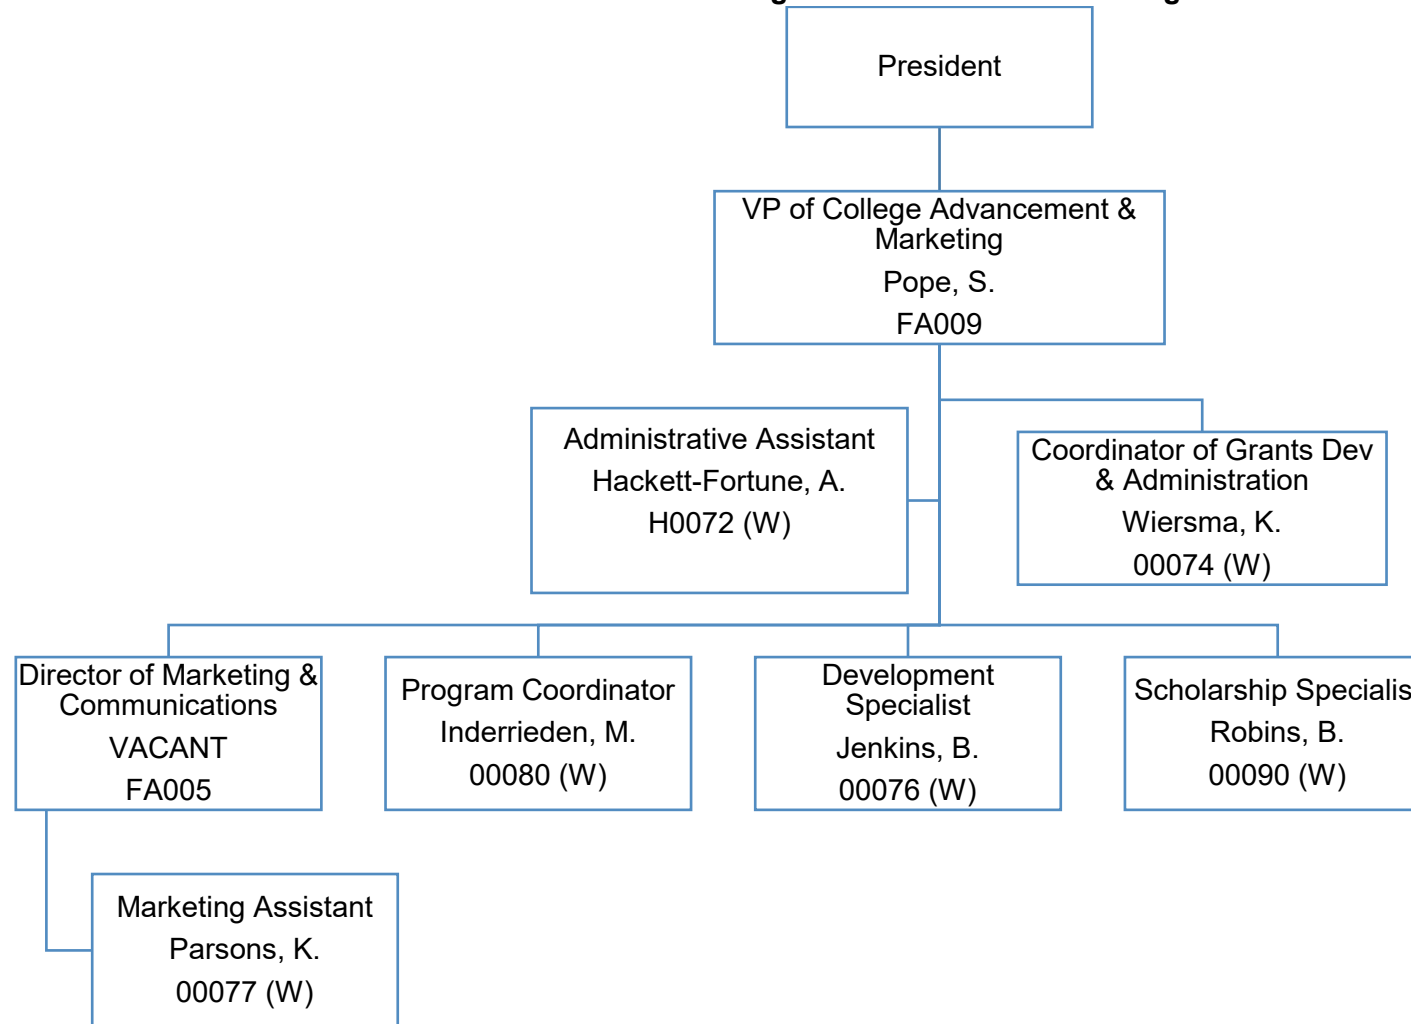 President
VP of College Advancement &
Marketing
Pope, S.
FA009
Administrative Assistant
Hackett-Fortune, A.
H0072 (W)
Coordinator of Grants Dev
& Administration
Wiersma, K.
00074 (W)
Director of Marketing &
Communications
VACANT
FA005
Program Coordinator
Inderrieden, M.
00080 (W)
Development
Specialist
Jenkins, B.
00076 (W)
Scholarship Specialis
Robins, B.
00090 (W)
Marketing Assistant
Parsons, K.
00077 (W)